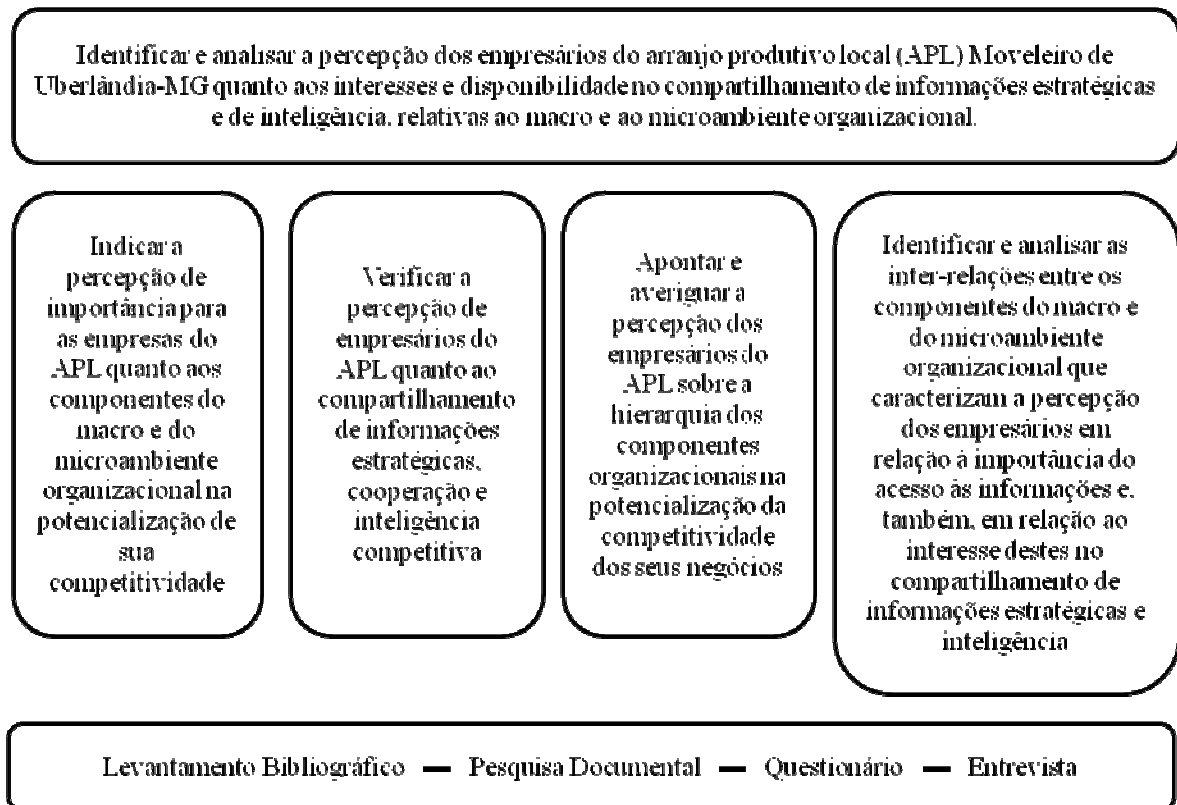 Identificar e analisar a percepção dos empresários do arranjo produtivo local (APL) Moveleiro de
Uberlândia-MG quanto aos interesses e disponibilidade no compartilhamento de informações estratégicas
e de inteligência, relativas ao macro e ao microambiente organizacional.
Indicar a
percepção de
importância para
as empresas do
APL quanto aos
componentes do
macro e do
microambiente
organizacional na
potencialização de
sua
competitividade
Verificar a
percepção de
empresários do
APL quanto ao
compartilhamento
de informações
estratégicas,
cooperação e
inteligência
competitiva
Apontar e
averiguar a
percepção dos
empresários do
APL sobre a
hierarquia dos
componentes
organizacionais na
potencialização da
competitividade
dos seus negócios
Identificar e analisar as
inter-relações entre os
componentes do macro e
do microambiente
organizacional que
caracterizam a percepção
dos empresários em
relação à importância do
acesso às informações e,
também, em relação ao
interesse destes no
compartilhamento de
informações estratégicas e
inteligência
Levantamento Bibliográfico — Pesquisa Documental — Questionário — Entrevista